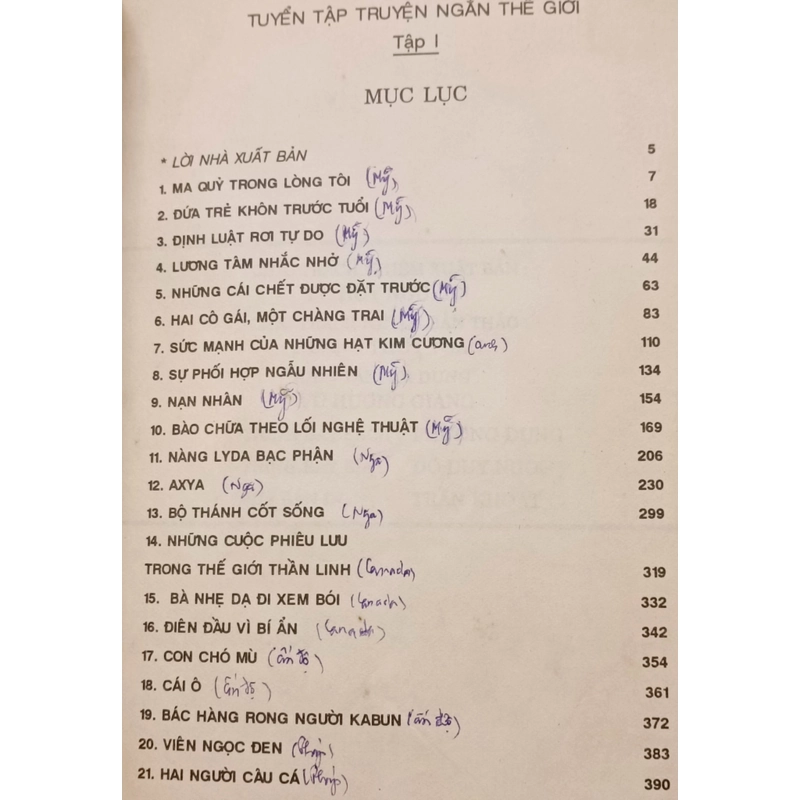 TUYỂN TẬP TRUYỆN NGẮN THẾ GIỚI
Tập I
MỤC LỤC
* LỜI NHÀ XUẤT BẢN 5
1. MA QUỶ TRONG LÒNG TÔI (Mỹ) 7
2. ĐỨA TRẺ KHÔN TRƯỚC TUỔI (Mỹ) 18
3. ĐỊNH LUẬT RƠI TỰ DO (Mỹ) 31
4. LƯƠNG TÂM NHẮC NHỞ (Mỹ) 44
5. NHỮNG CÁI CHẾT ĐƯỢC ĐẶT TRƯỚC (Mỹ) 63
6. HAI CÔ GÁI, MỘT CHÀNG TRAI (Mỹ) 83
7. SỨC MẠNH CỦA NHỮNG HẠT KIM CƯƠNG (anh) 110
8. SỰ PHỐI HỢP NGẪU NHIÊN (Mỹ) 134
9. NẠN NHÂN (Mỹ) 154
10. BÀO CHỮA THEO LỐI NGHỆ THUẬT (Mỹ) 169
11. NÀNG LYDA BẠC PHẬN (Nga) 206
12. AXYA (Nga) 230
13. BỘ THÁNH CỐT SỐNG (Nga) 299
14. NHỮNG CUỘC PHIÊU LƯU
TRONG THẾ GIỚI THẦN LINH (Canada) 319
15. BÀ NHẸ DẠ ĐI XEM BÓI (Canada) 332
16. ĐIÊN ĐẦU VÌ BÍ ẨN (Canada) 342
17. CON CHÓ MÙ (ấn độ) 354
18. CÁI Ô (ấn độ) 361
19. BÁC HÀNG RONG NGƯỜI KABUN (ấn độ) 372
20. VIÊN NGỌC ĐEN (Pháp) 383
21. HAI NGƯỜI CÂU CÁ (Pháp) 390